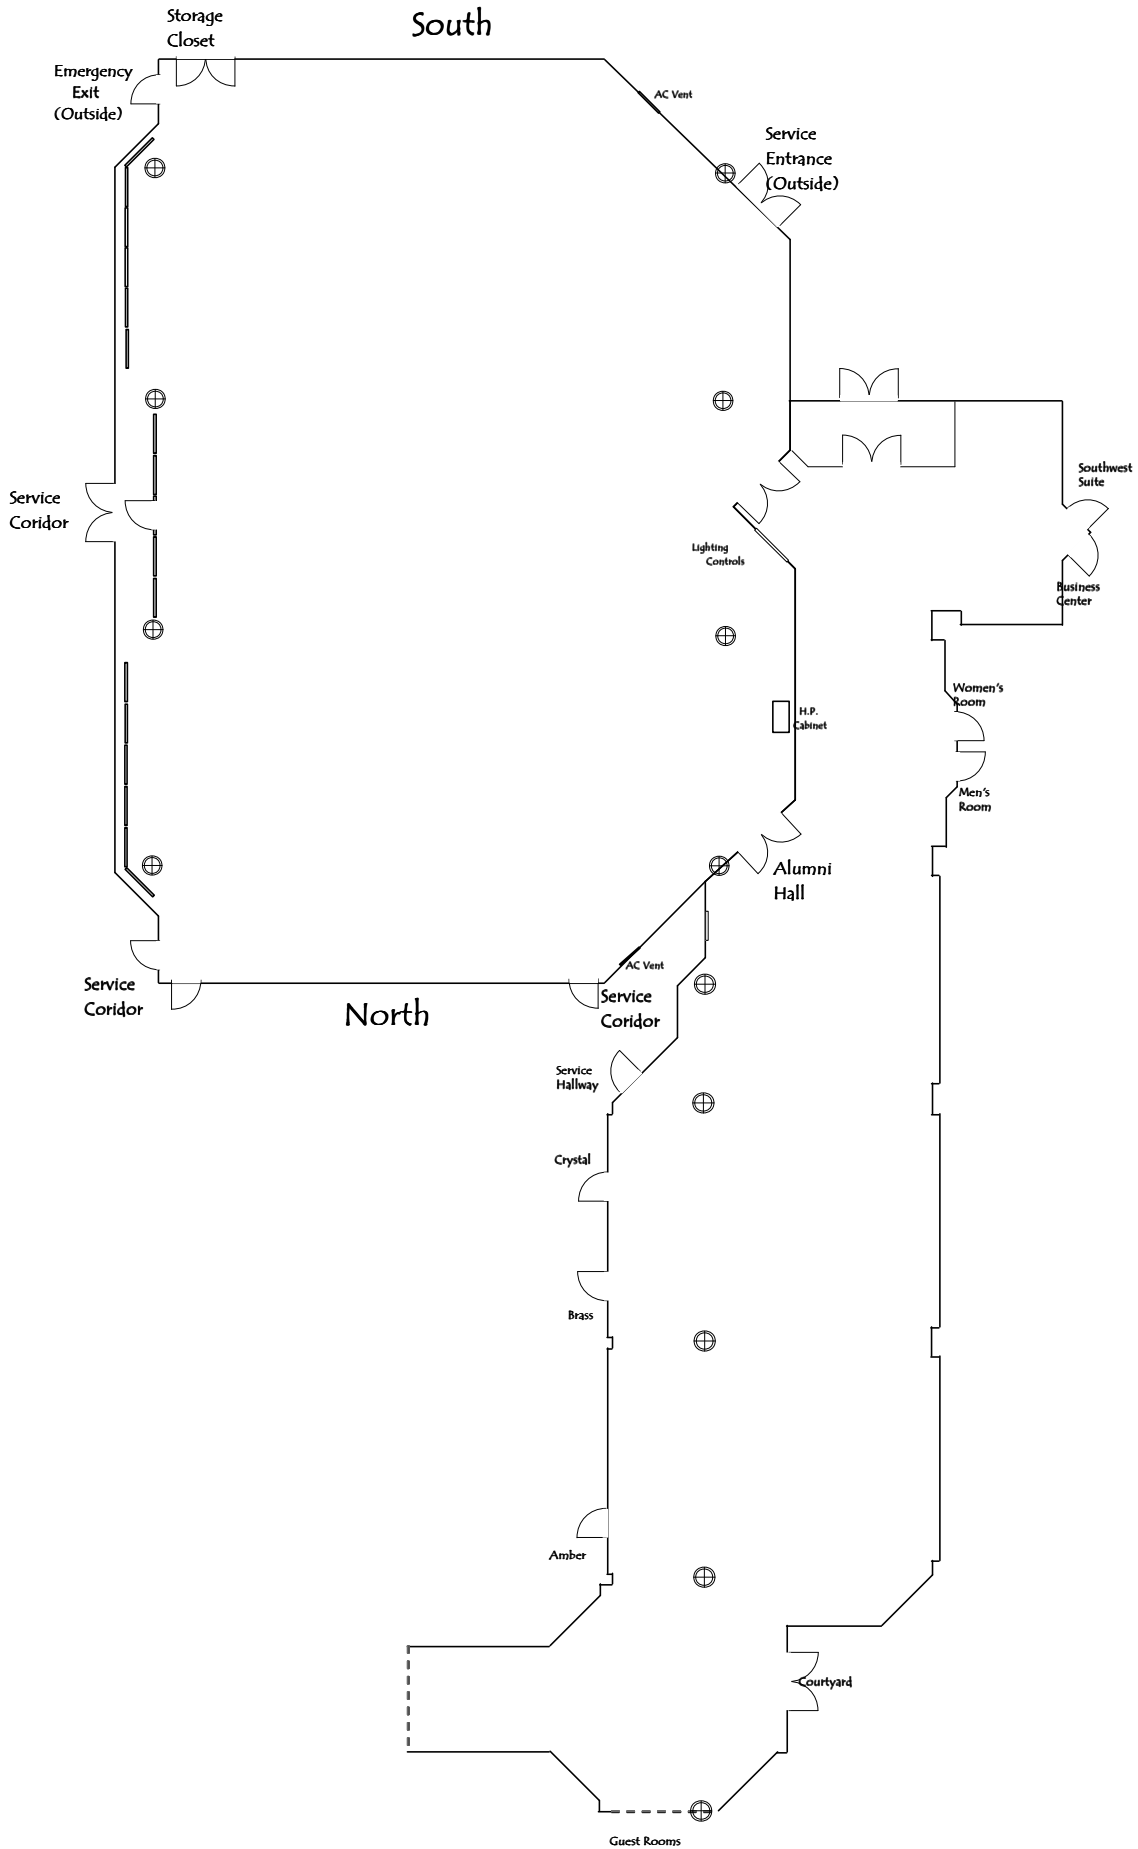 Storage
Closet
South
Emergency
Exit
(Outside)
AC Vent
Service
Entrance
(Outside)
Southwest
Suite
Service
Coridor
Lighting
Controls
Business
Center
Women's
Room
H.P.
Cabinet
Men's
Room
Alumni
Hall
AC Vent
Service
Coridor
Service
Coridor
North
Service
Hallway
Crystal
Brass
Amber
Courtyard
Guest Rooms